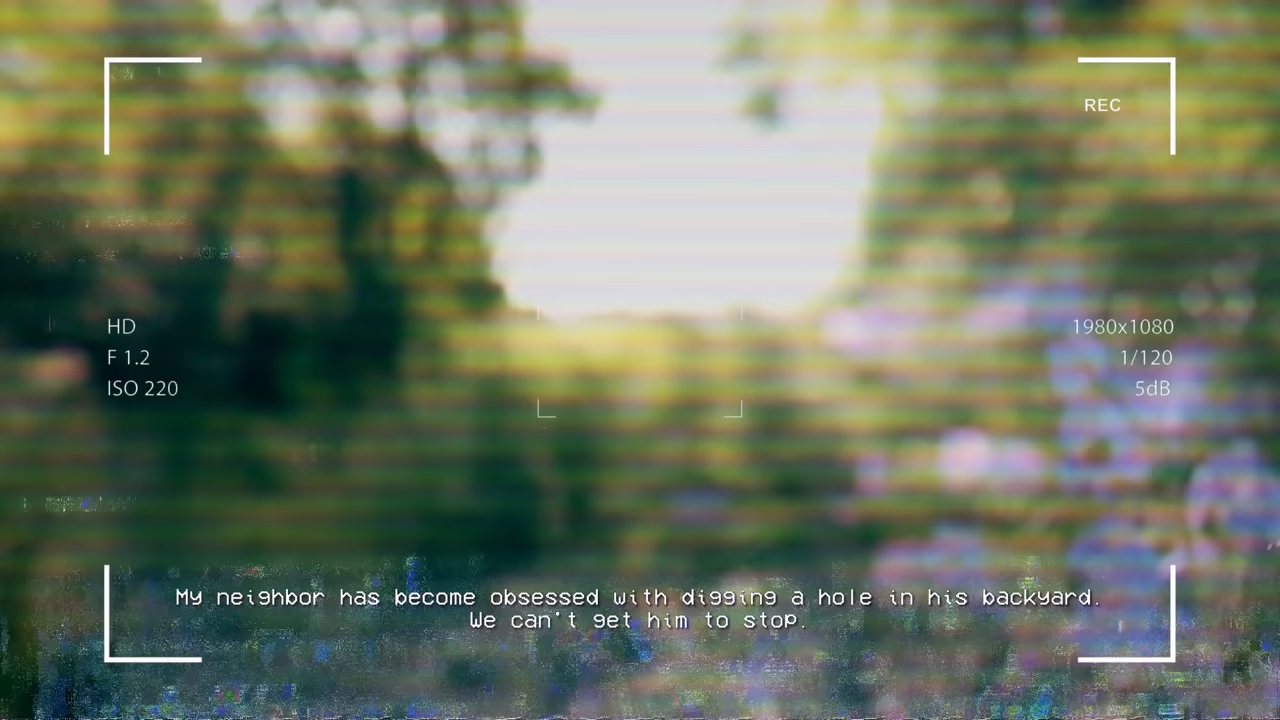 REC
HD
1980x1080
F 1.2
1/120
ISO 220
5dB
My neighbor has become obsessed with digging a hole in his backyard.
We can't get him to stop.